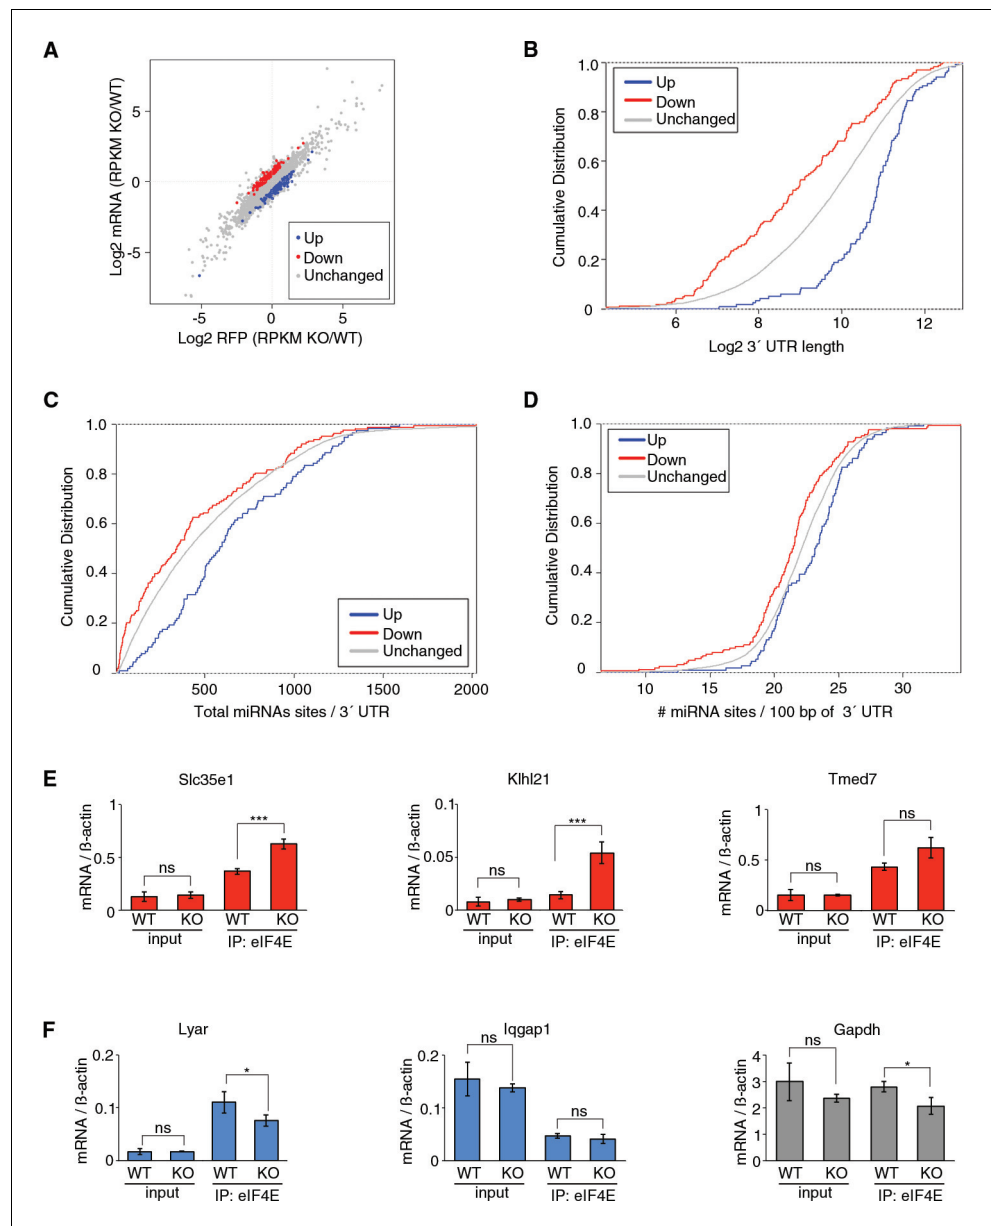 A
Log2 mRNA (RPKM KO/WT)
5
0
-5
Up
Down
Unchanged
-5 0 5
Log2 RFP (RPKM KO/WT)
B
Cumulative Distribution
1.0
0.8
0.6
0.4
0.2
0
Up
Down
Unchanged
6 8 10 12
Log2 3´ UTR length
C
Cumulative Distribution
1.0
0.8
0.6
0.4
0.2
0
Up
Down
Unchanged
500 1000 1500 2000
Total miRNAs sites / 3´ UTR
D
Cumulative Distribution
1.0
0.8
0.6
0.4
0.2
0
Up
Down
Unchanged
10 15 20 25 30
# miRNA sites / 100 bp of 3´ UTR
E
Slc35e1
mRNA / ß-actin
1
0.5
0
ns
***
WT KO WT KO
input IP: eIF4E
Klhl21
mRNA / ß-actin
0.1
0.05
0
ns
***
WT KO WT KO
input IP: eIF4E
Tmed7
mRNA / ß-actin
1
0.5
0
ns
ns
WT KO WT KO
input IP: eIF4E
F
Lyar
mRNA / ß-actin
0.2
0.1
0
ns
*
WT KO WT KO
input IP: eIF4E
Iqgap1
mRNA / ß-actin
0.2
0.1
0
ns
ns
WT KO WT KO
input IP: eIF4E
Gapdh
mRNA / ß-actin
4
3
2
1
0
ns
*
WT KO WT KO
input IP: eIF4E